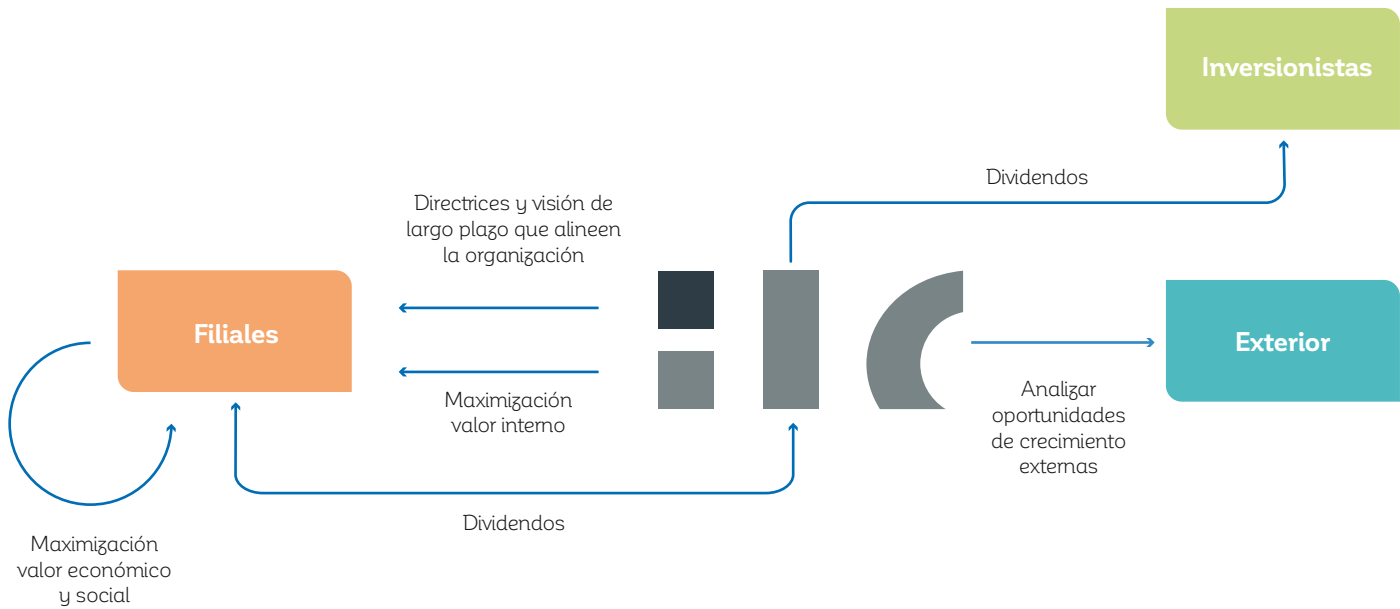 Inversionistas
Dividendos
Directrices y visión de
largo plazo que alineen
la organización
Filiales
Exterior
Maximización
valor interno
Analizar
oportunidades
de crecimiento
externas
Dividendos
Maximización
valor económico
y social